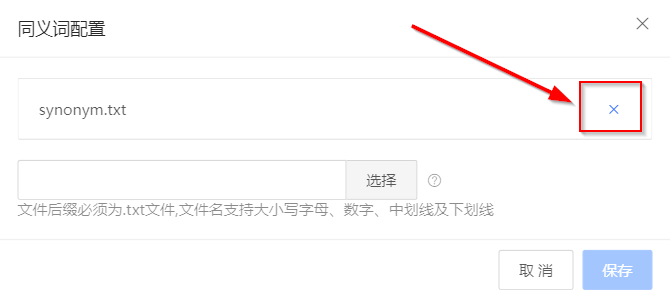 同义词配置
synonym.txt
选择
文件后缀必须为.txt文件,文件名支持大小写字母、数字、中划线及下划线
取 消
保存